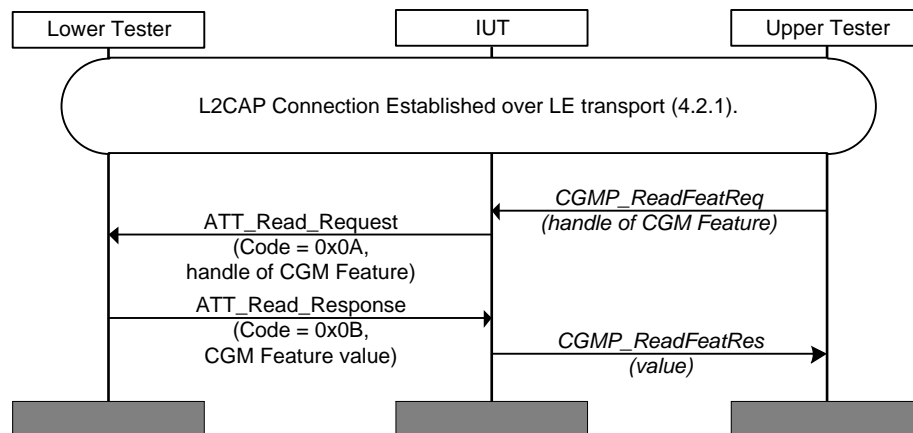 Lower Tester
IUT
Upper Tester
L2CAP Connection Established over LE transport (4.2.1).
CGMP_ReadFeatReq
(handle of CGM Feature)
ATT_Read_Request
(Code = 0x0A,
handle of CGM Feature)
ATT_Read_Response
(Code = 0x0B,
CGM Feature value)
CGMP_ReadFeatRes
(value)